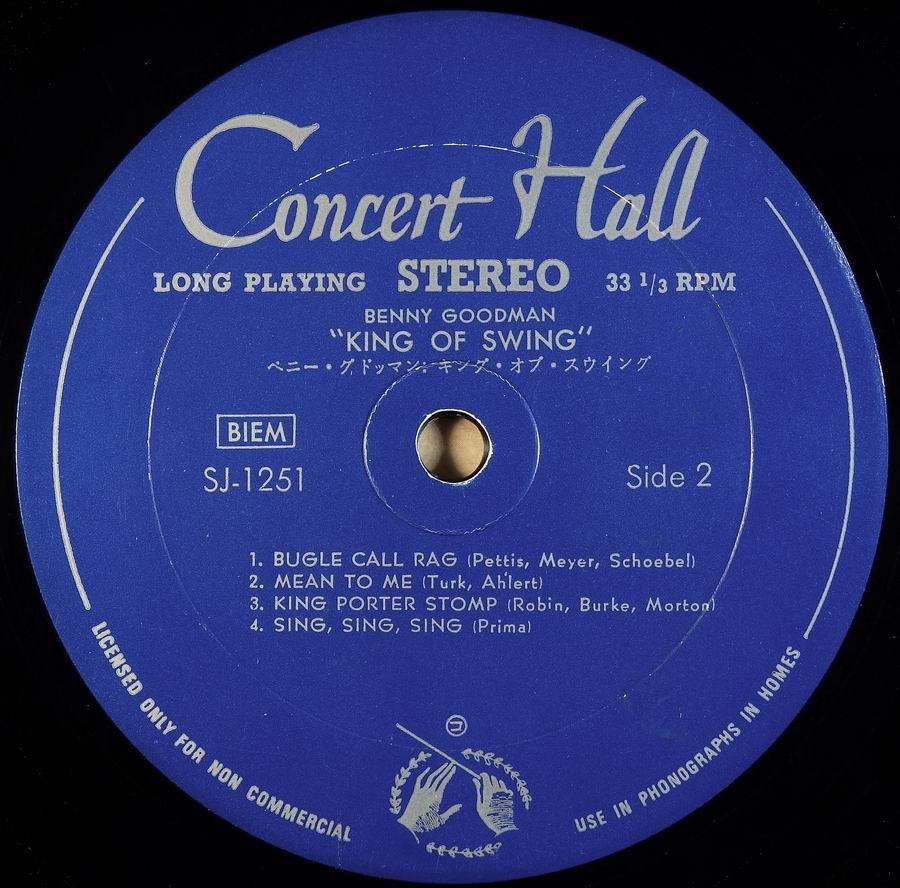 Concert Hall
LONG PLAYING STEREO 33 1/3 RPM
BENNY GOODMAN
"KING OF SWING"
ベニー・グドッマン: キング・オブ・スウイング
BIEM
SJ-1251
Side 2
1. BUGLE CALL RAG (Pettis, Meyer, Schoebel)
2. MEAN TO ME (Turk, Ahlert)
3. KING PORTER STOMP (Robin, Burke, Morton)
4. SING, SING, SING (Prima)
LICENSED ONLY FOR NON COMMERCIAL
USE IN PHONOGRAPHS IN HOMES